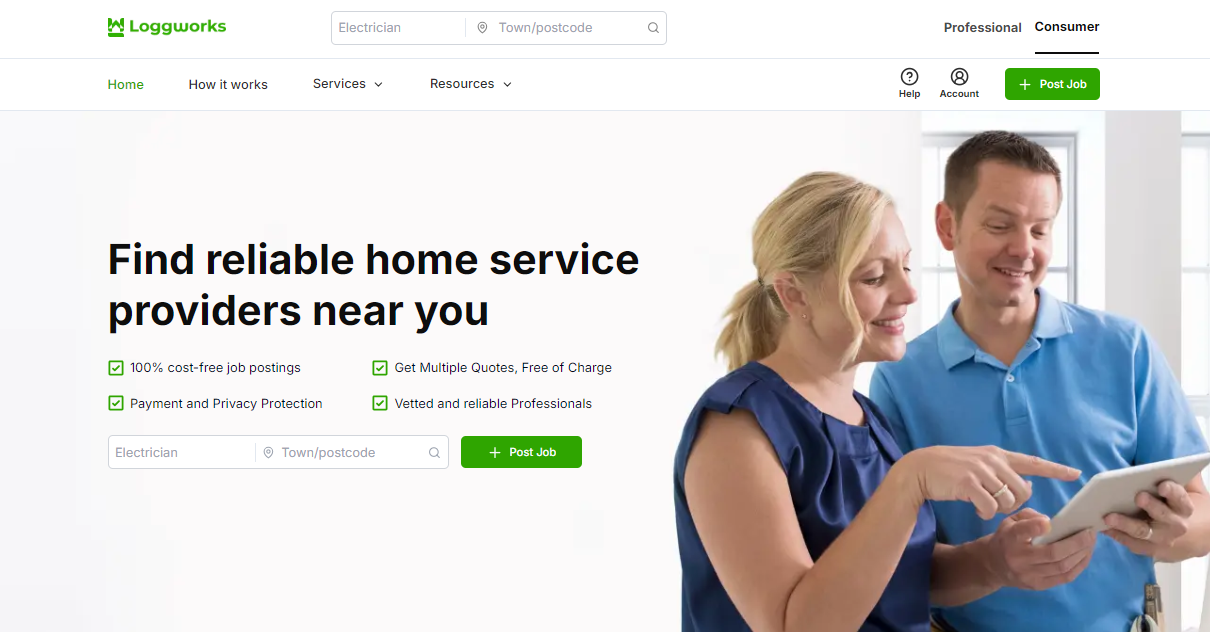 Loggworks
Electrician
Town/postcode
Professional
Consumer
Home
How it works
Services
Resources
Help
Account
Post Job
Find reliable home service
providers near you
100% cost-free job postings
Get Multiple Quotes, Free of Charge
Payment and Privacy Protection
Vetted and reliable Professionals
Electrician
Town/postcode
Post Job